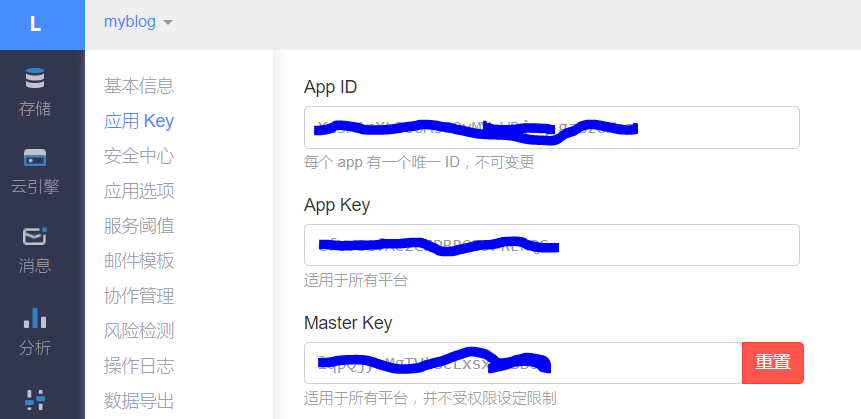 L
myblog
存储
云引擎
消息
分析
基本信息
应用 Key
安全中心
应用选项
服务阈值
邮件模板
协作管理
风险检测
操作日志
数据导出
App ID
每个 app 有一个唯一 ID，不可变更
App Key
适用于所有平台
Master Key
重置
适用于所有平台，并不受权限设定限制